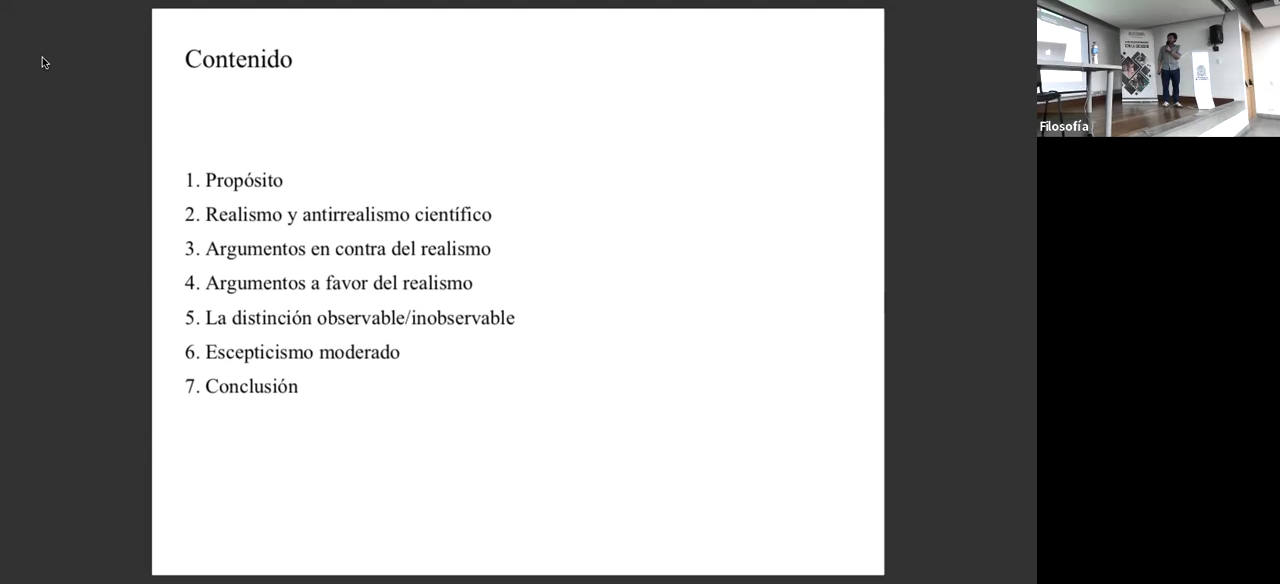 Contenido
1. Propósito
2. Realismo y antirrealismo científico
3. Argumentos en contra del realismo
4. Argumentos a favor del realismo
5. La distinción observable/inobservable
6. Escepticismo moderado
7. Conclusión
Filosofía